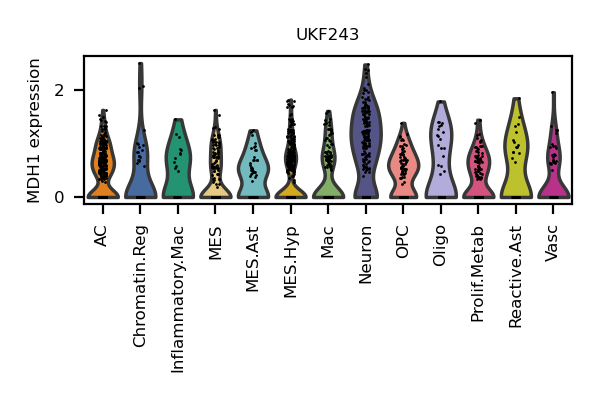 UKF243
MDH1 expression
2
0
AC
Chromatin.Reg
Inflammatory.Mac
MES
MES.Ast
MES.Hyp
Mac
Neuron
OPC
Oligo
Prolif.Metab
Reactive.Ast
Vasc